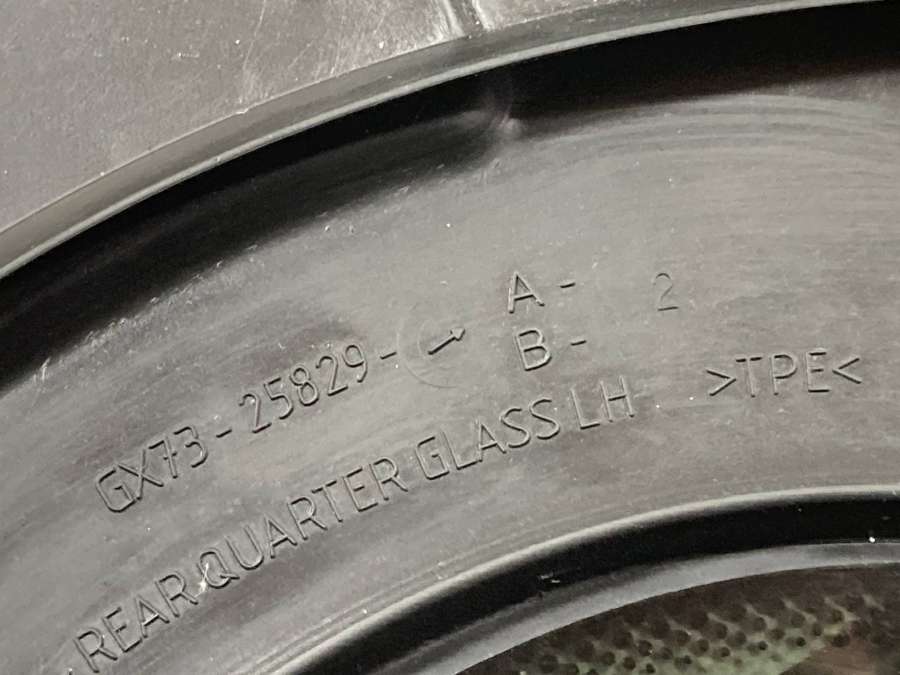 GX73-25829-→ A- 2
B-
REAR QUARTER GLASS LH >TPE<